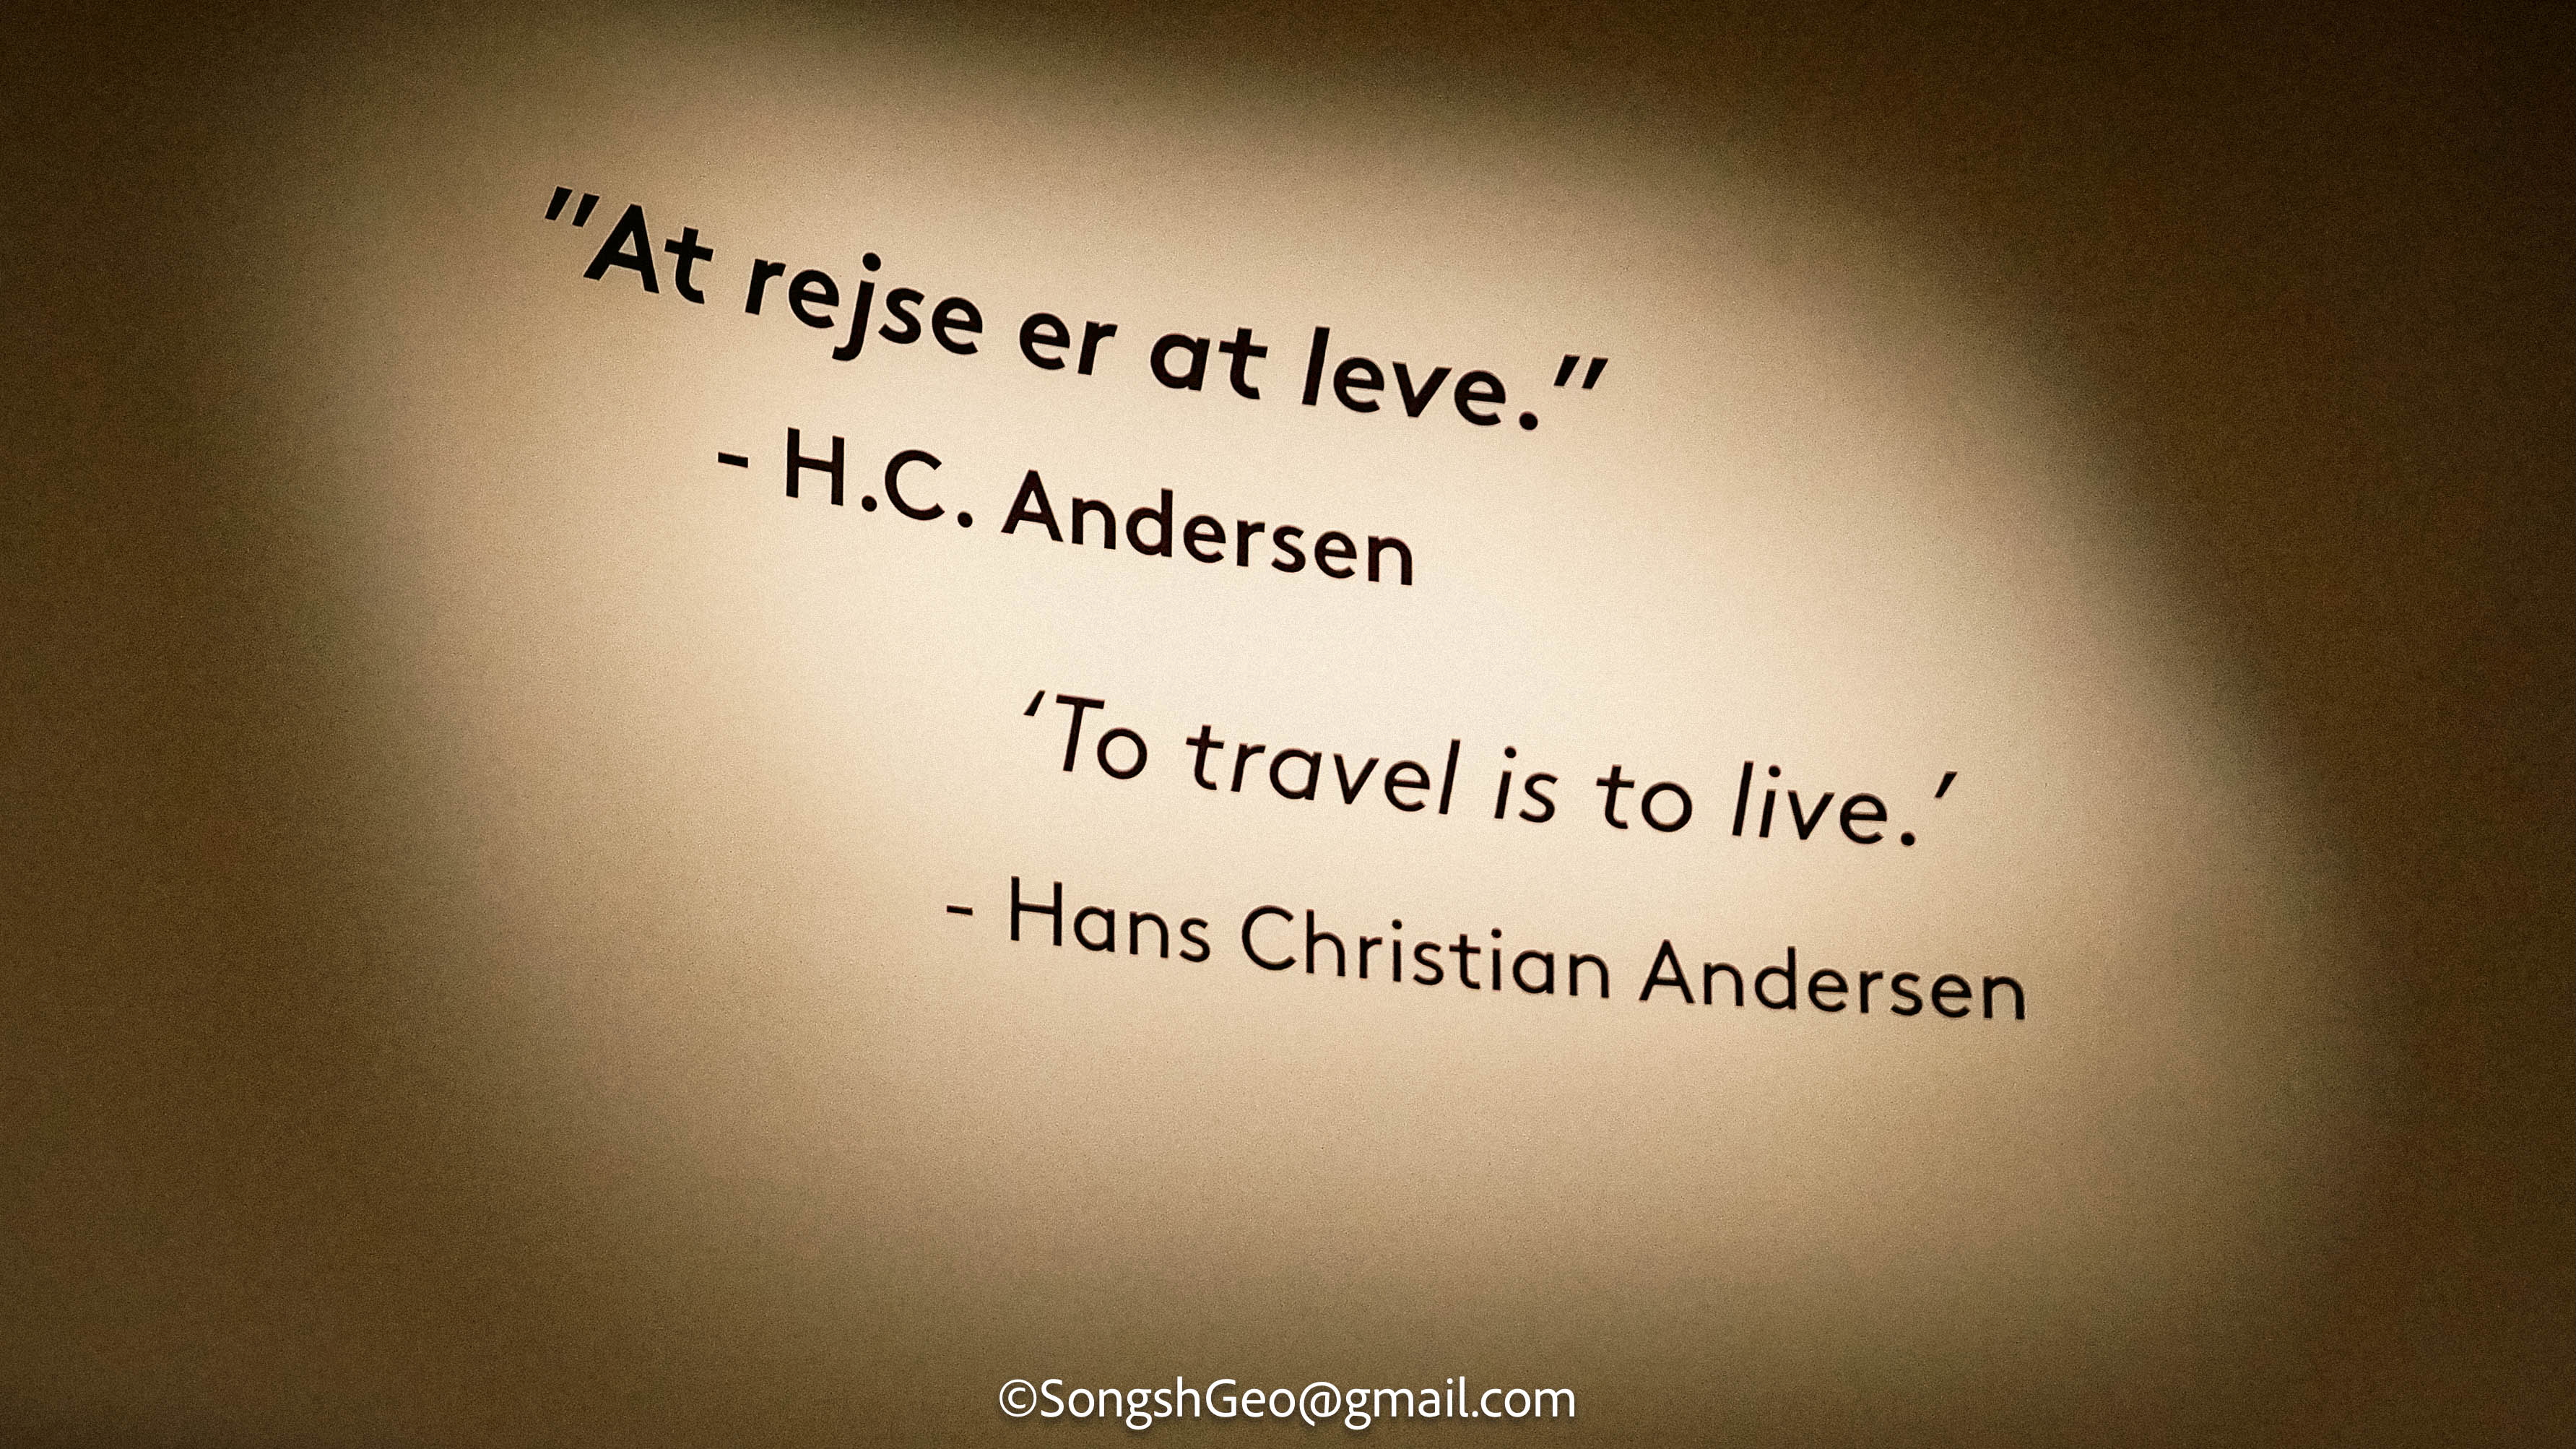 "At rejse er at leve."
- H.C. Andersen
‘To travel is to live.’
- Hans Christian Andersen
©SongshGeo@gmail.com